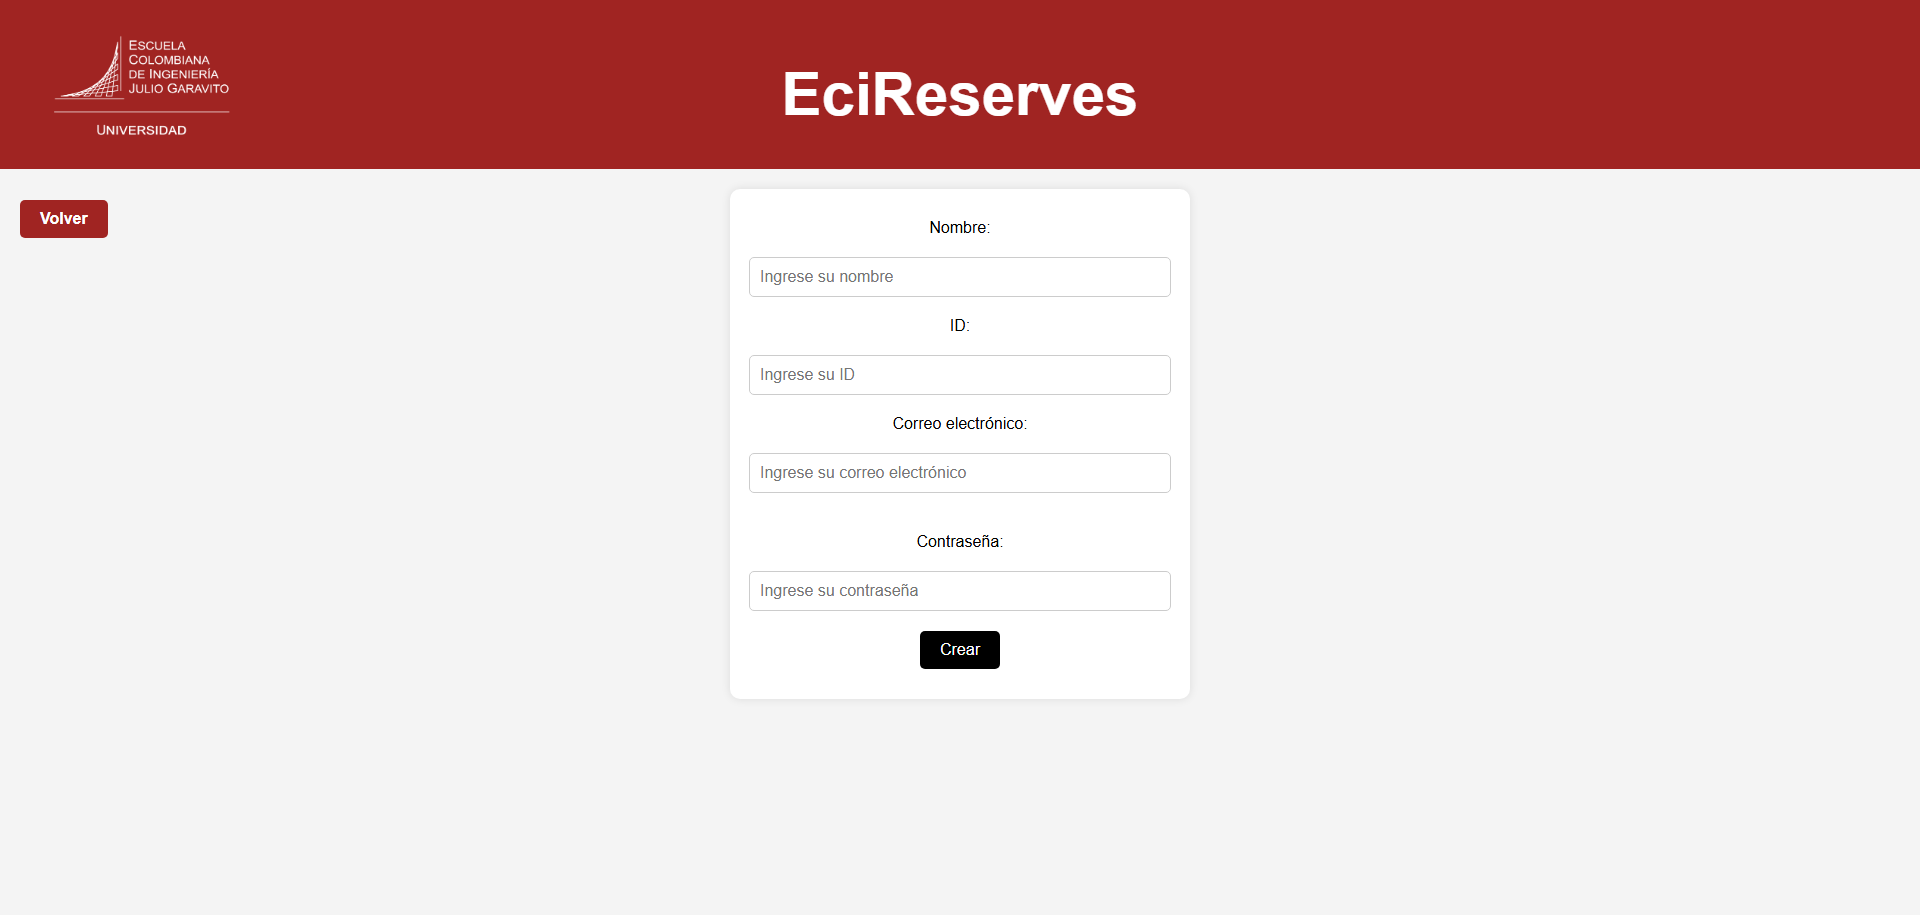 ESCUELA
COLOMBIANA
DE INGENIERÍA
JULIO GARAVITO
UNIVERSIDAD
EciReserves
Volver
Nombre:
Ingrese su nombre
ID:
Ingrese su ID
Correo electrónico:
Ingrese su correo electrónico
Contraseña:
Ingrese su contraseña
Crear